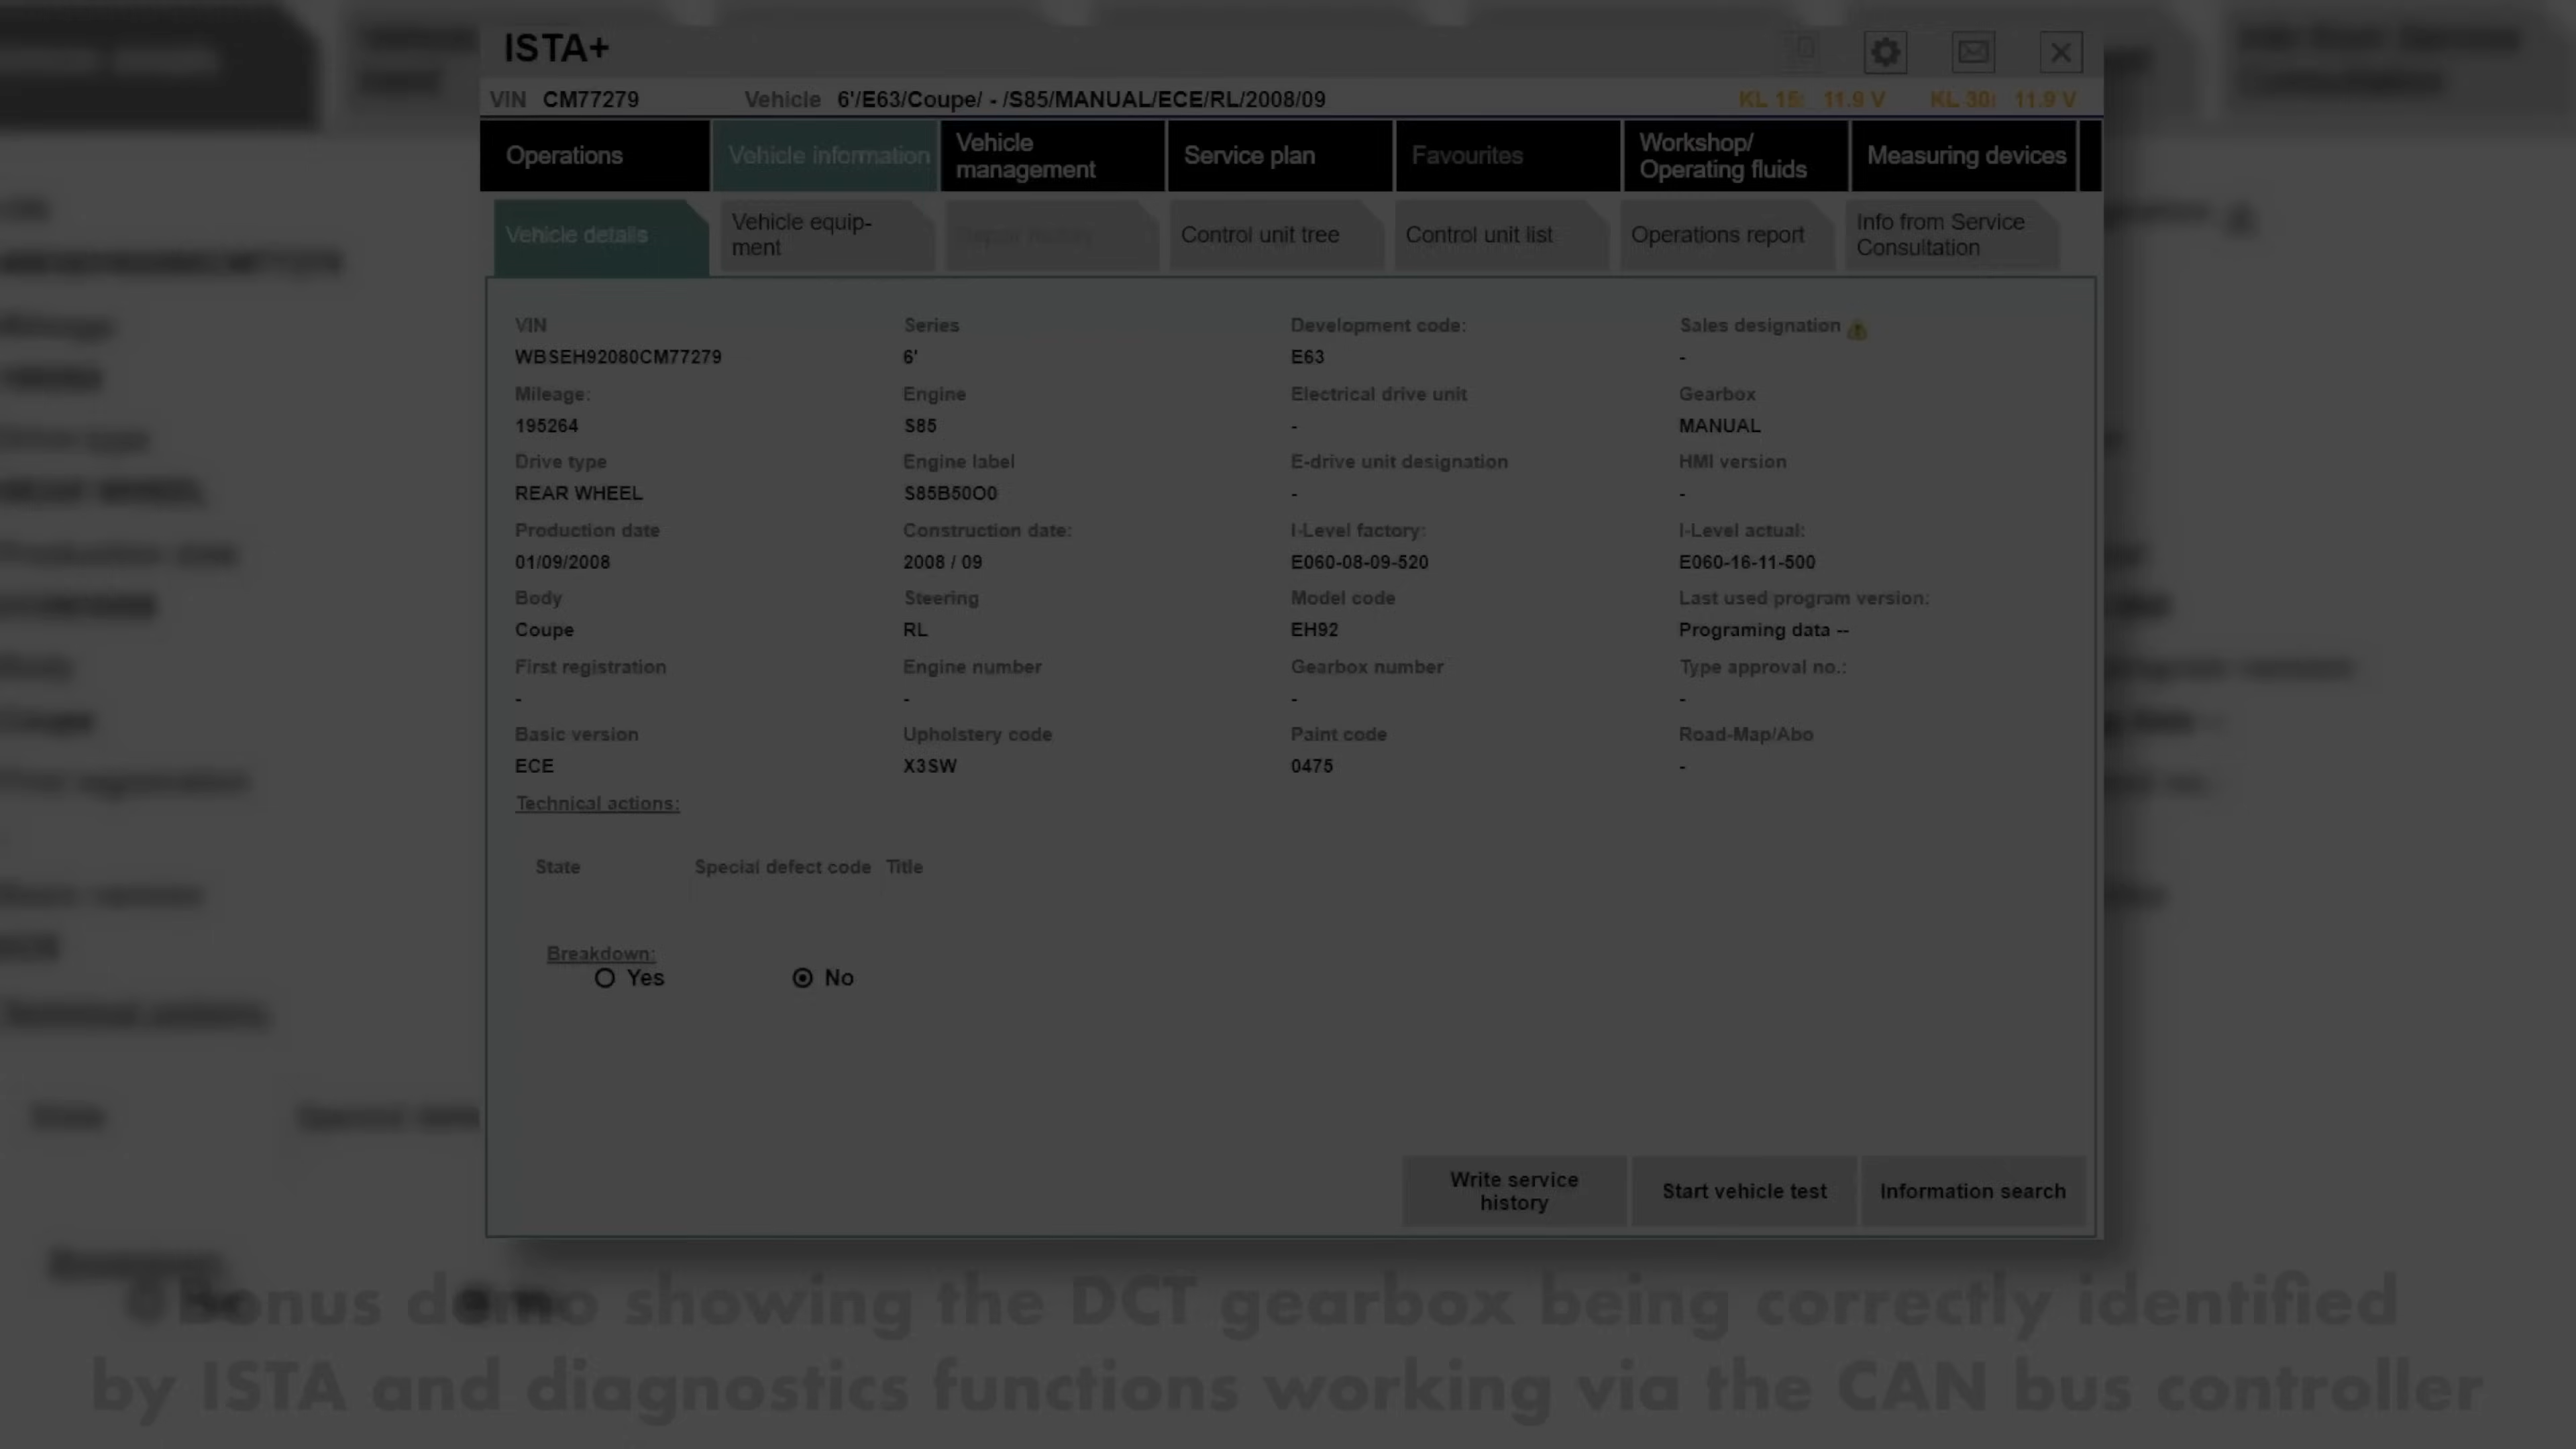 ISTA+
VIN CM77279 Vehicle 6'/E63/Coupe/ - /S85/MANUAL/ECE/RL/2008/09 KL 15: 11.9 V KL 30: 11.9 V
Operations Vehicle information Vehicle management Service plan Favourites Workshop/ Operating fluids Measuring devices
Vehicle details Vehicle equip- ment Control unit tree Control unit list Operations report Info from Service Consultation
VIN Series Development code: Sales designation
WBSEH92080CM77279 6' E63 -
Mileage: Engine Electrical drive unit Gearbox
195264 S85 - MANUAL
Drive type Engine label E-drive unit designation HMI version
REAR WHEEL S85B50O0 - -
Production date Construction date: I-Level factory: I-Level actual:
01/09/2008 2008 / 09 E060-08-09-520 E060-16-11-500
Body Steering Model code Last used program version:
Coupe RL EH92 Programing data --
First registration Engine number Gearbox number Type approval no.:
- - - -
Basic version Upholstery code Paint code Road-Map/Abo
ECE X3SW 0475 -
Technical actions:
State Special defect code Title
Breakdown:
Yes No
Write service history Start vehicle test Information search
Bonus demo showing the DCT gearbox being correctly identified
by ISTA and diagnostics functions working via the CAN bus controller